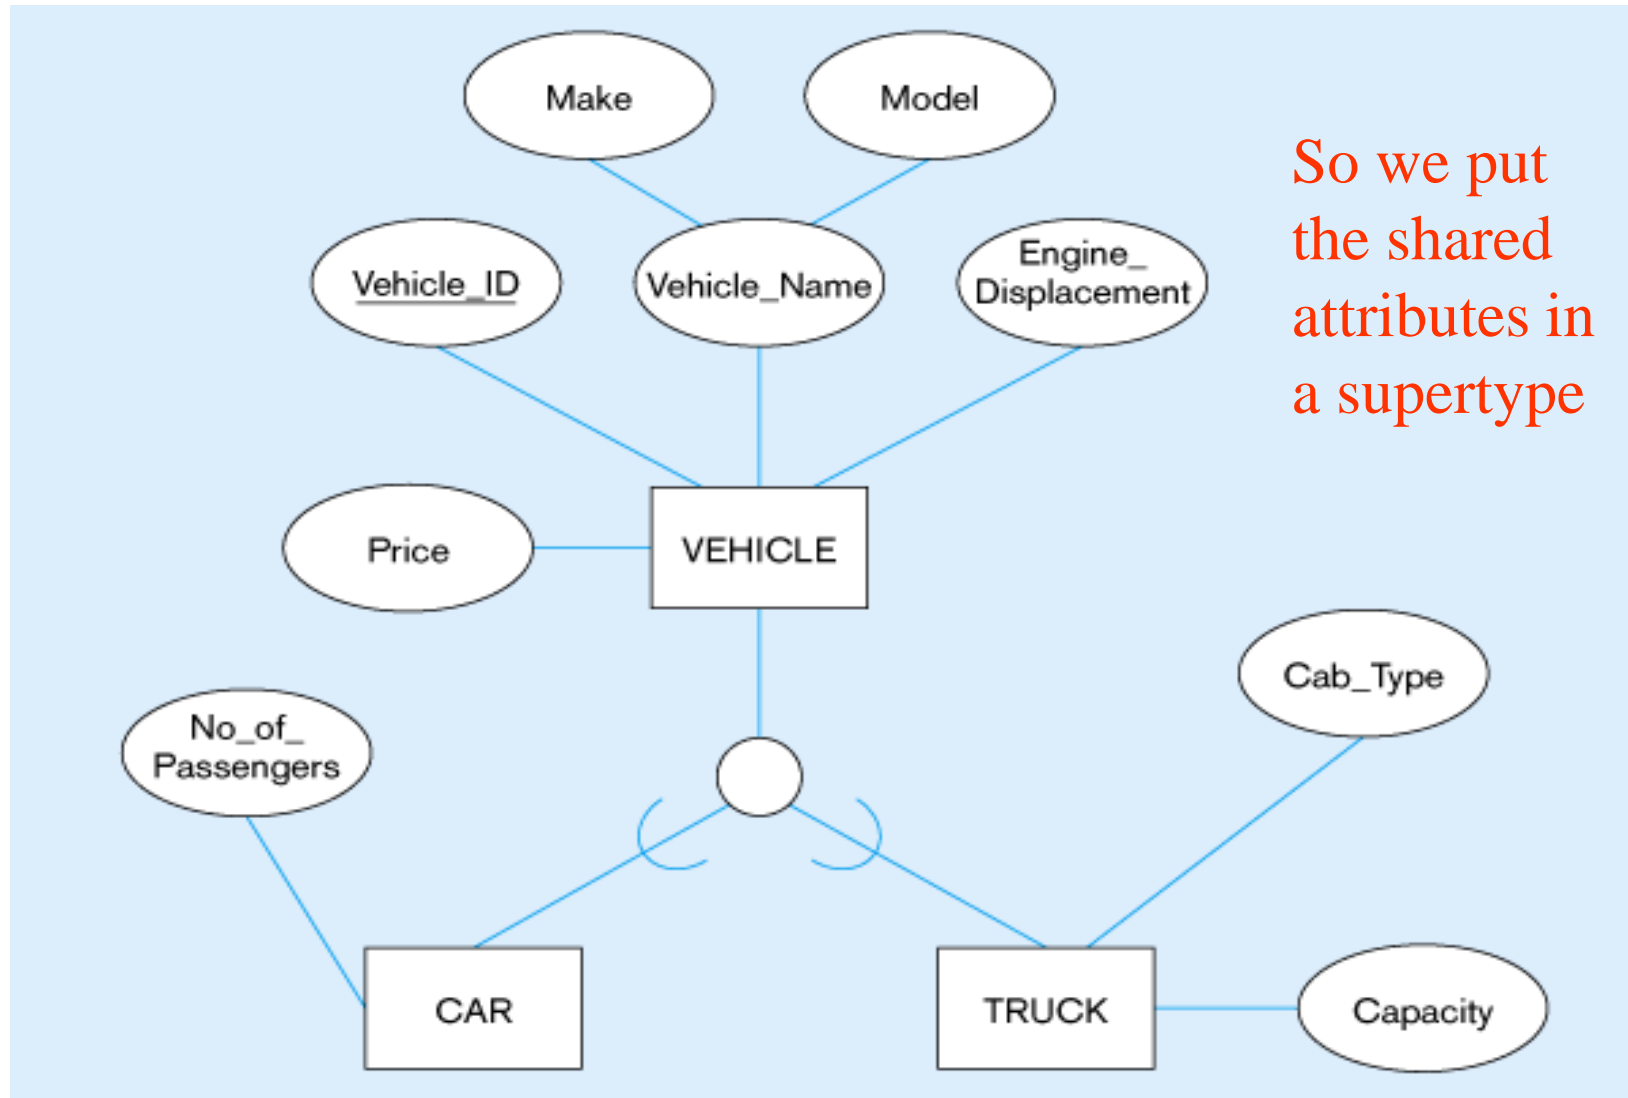 Make
Model
So we put
the shared
attributes in
a supertype
Vehicle_ID
Vehicle_Name
Engine_
Displacement
Price
VEHICLE
Cab_Type
No_of_
Passengers
CAR
TRUCK
Capacity